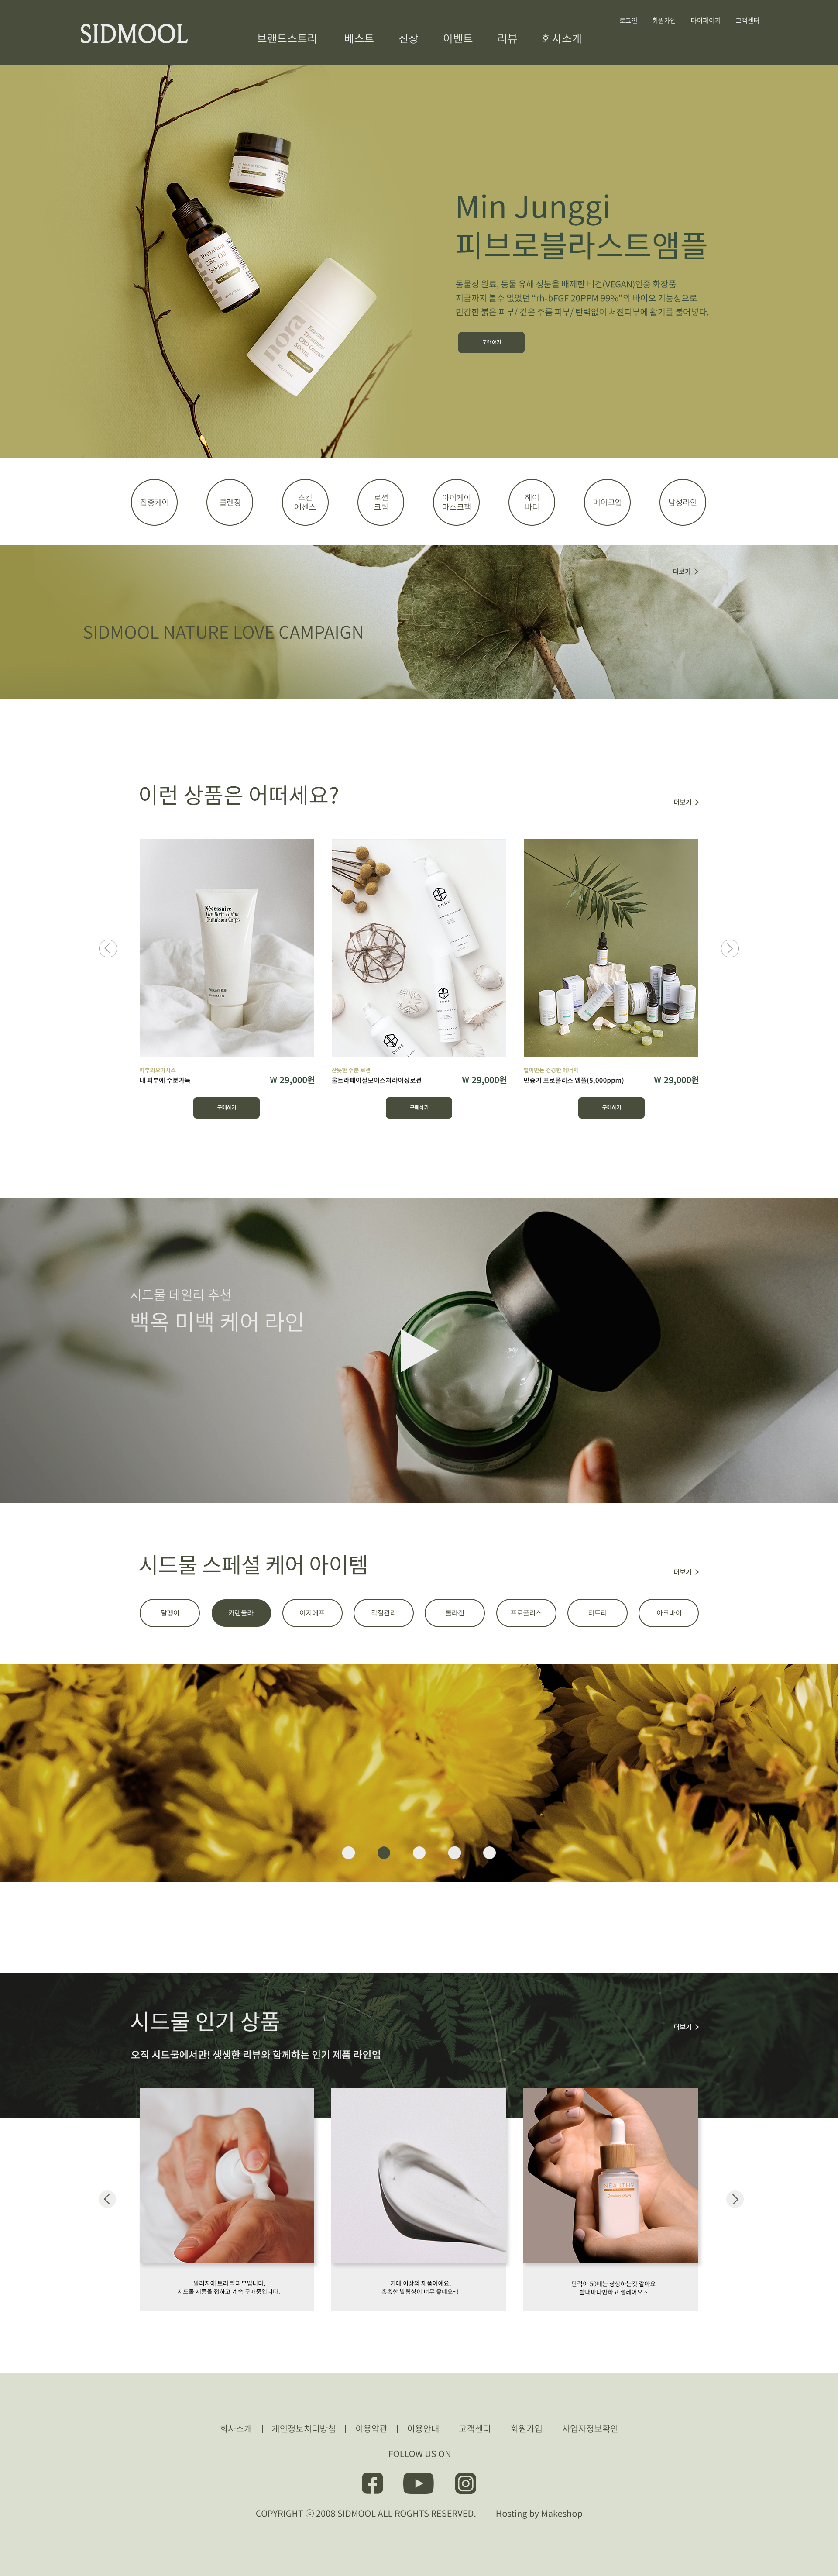 로그인 회원가입 마이페이지 고객센터
SIDMOOL
브랜드스토리 베스트 신상 이벤트 리뷰 회사소개
Min Junggi
피브로블라스트앰플
동물성 원료, 동물 유해 성분을 배제한 비건(VEGAN)인증 화장품
지금까지 볼수 없었던 “rh-bFGF 20PPM 99%”의 바이오 기능성으로
민감한 붉은 피부/ 깊은 주름 피부/ 탄력없이 처진피부에 활기를 불어넣다.
구매하기
Premium
CBD Oil
500mg
Eczema
Treatment
CBD Ointment
500mg
집중케어
클렌징
스킨
에센스
로션
크림
아이케어
마스크팩
헤어
바디
메이크업
남성라인
더보기
SIDMOOL NATURE LOVE CAMPAIGN
이런 상품은 어떠세요?
더보기
Nécessaire
The Body Lotion
L'Émulsion Corps
OHNE
OHNE
OHNE
피부의오아시스
내 피부에 수분가득
₩ 29,000원
구매하기
산뜻한 수분 로션
울트라페이셜모이스처라이징로션
₩ 29,000원
구매하기
벌이만든 건강한 에너지
민중기 프로폴리스 앰플(5,000ppm)
₩ 29,000원
구매하기
시드물 데일리 추천
백옥 미백 케어 라인
시드물 스페셜 케어 아이템
더보기
달팽이
카렌듈라
이지에프
각질관리
콜라겐
프로폴리스
티트리
아크바이
시드물 인기 상품
더보기
오직 시드물에서만! 생생한 리뷰와 함께하는 인기 제품 라인업
알러지에 트러블 피부입니다.
시드물 제품을 접하고 계속 구매중입니다.
기대 이상의 제품이에요.
촉촉한 발림성이 너무 좋네요~!
탄력이 50배는 상상하는것 같아요
쓸때마다반하고 설레어요 ~
회사소개 | 개인정보처리방침 | 이용약관 | 이용안내 | 고객센터 | 회원가입 | 사업자정보확인
FOLLOW US ON
COPYRIGHT ⓒ 2008 SIDMOOL ALL ROGHTS RESERVED. Hosting by Makeshop